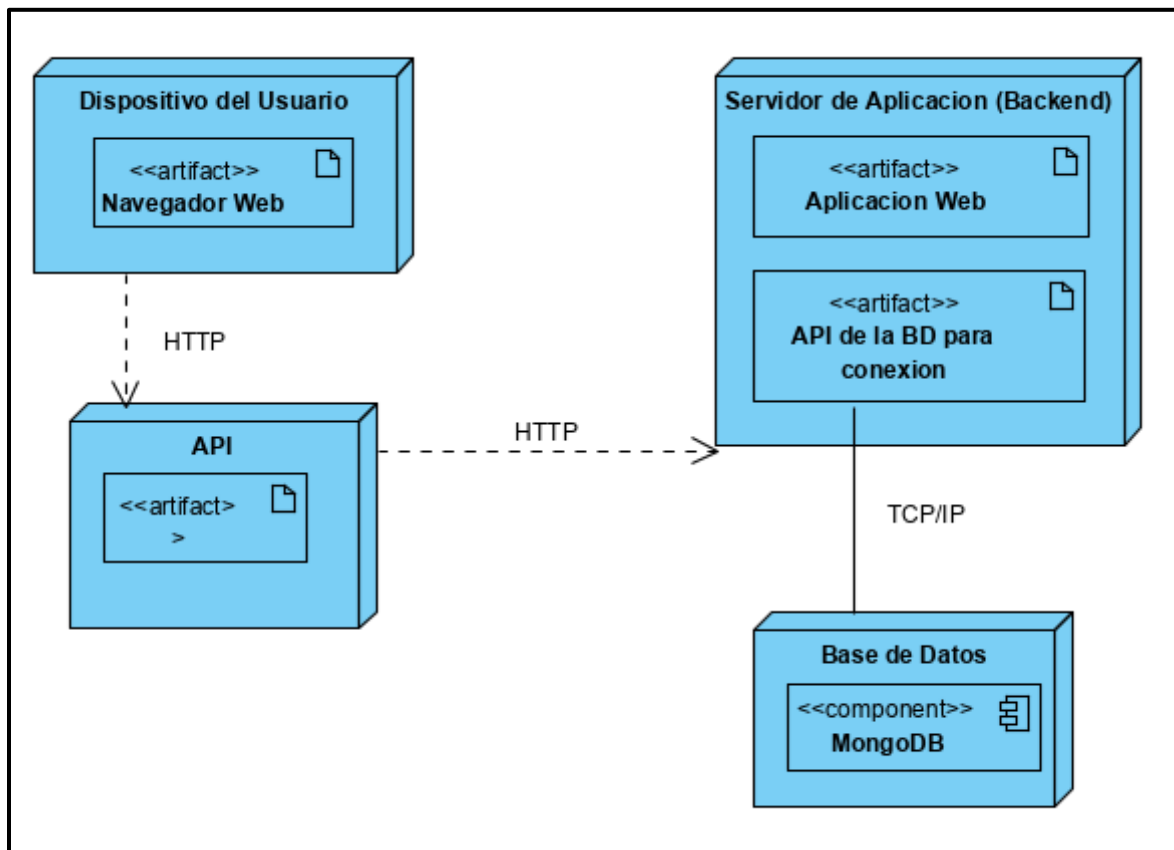 Dispositivo del Usuario
<<artifact>>
Navegador Web
HTTP
API
<<artifact>
>
HTTP
Servidor de Aplicacion (Backend)
<<artifact>>
Aplicacion Web
<<artifact>>
API de la BD para
conexion
TCP/IP
Base de Datos
<<component>>
MongoDB